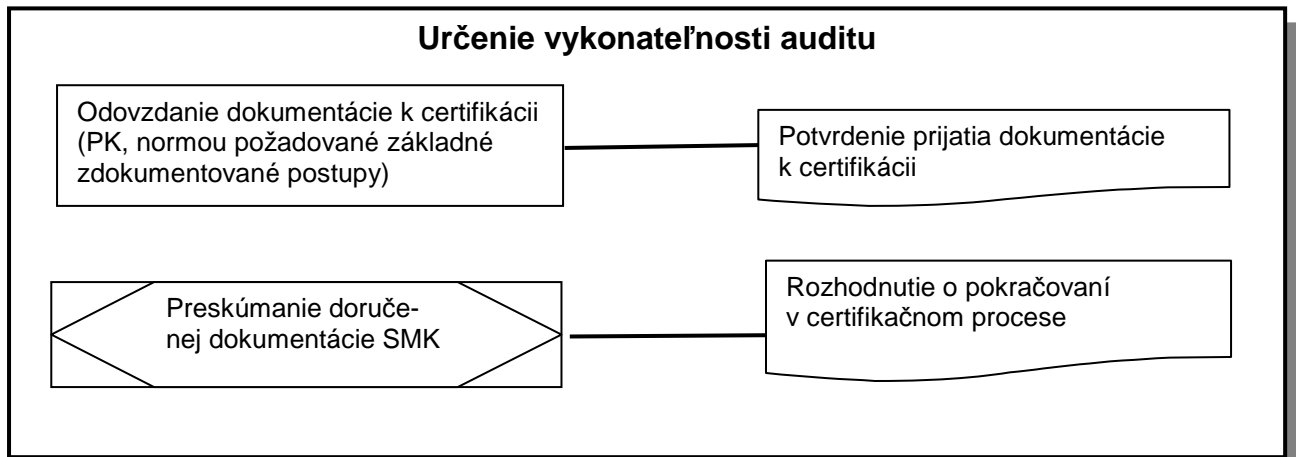 Určenie vykonateľnosti auditu
Odovzdanie dokumentácie k certifikácii
(PK, normou požadované základné
zdokumentované postupy)
Potvrdenie prijatia dokumentácie
k certifikácii
Preskúmanie doruče-
nej dokumentácie SMK
Rozhodnutie o pokračovaní
v certifikačnom procese